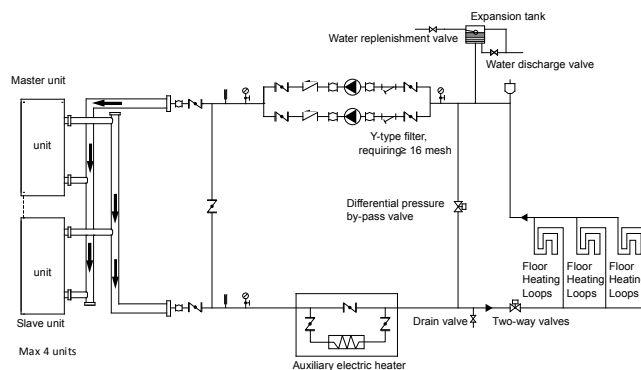 Expansion tank
Water replenishment valve
Water discharge valve
Master unit
unit
Y-type filter,
requiring≥ 16 mesh
Differential pressure
by-pass valve
unit
Floor
Heating
Loops
Floor
Heating
Loops
Floor
Heating
Loops
Slave unit
Drain valve
Two-way valves
Max 4 units
Auxiliary electric heater